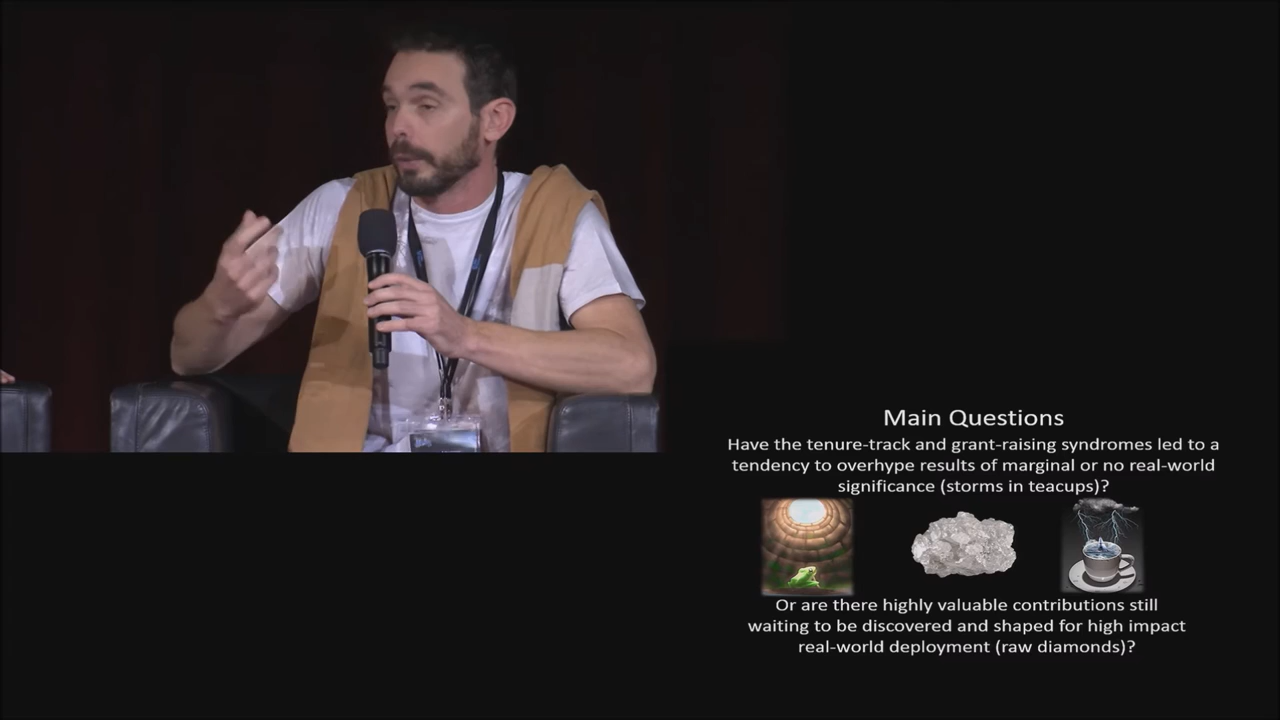 Main Questions
Have the tenure-track and grant-raising syndromes led to a
tendency to overhype results of marginal or no real-world
significance (storms in teacups)?
Or are there highly valuable contributions still
waiting to be discovered and shaped for high impact
real-world deployment (raw diamonds)?